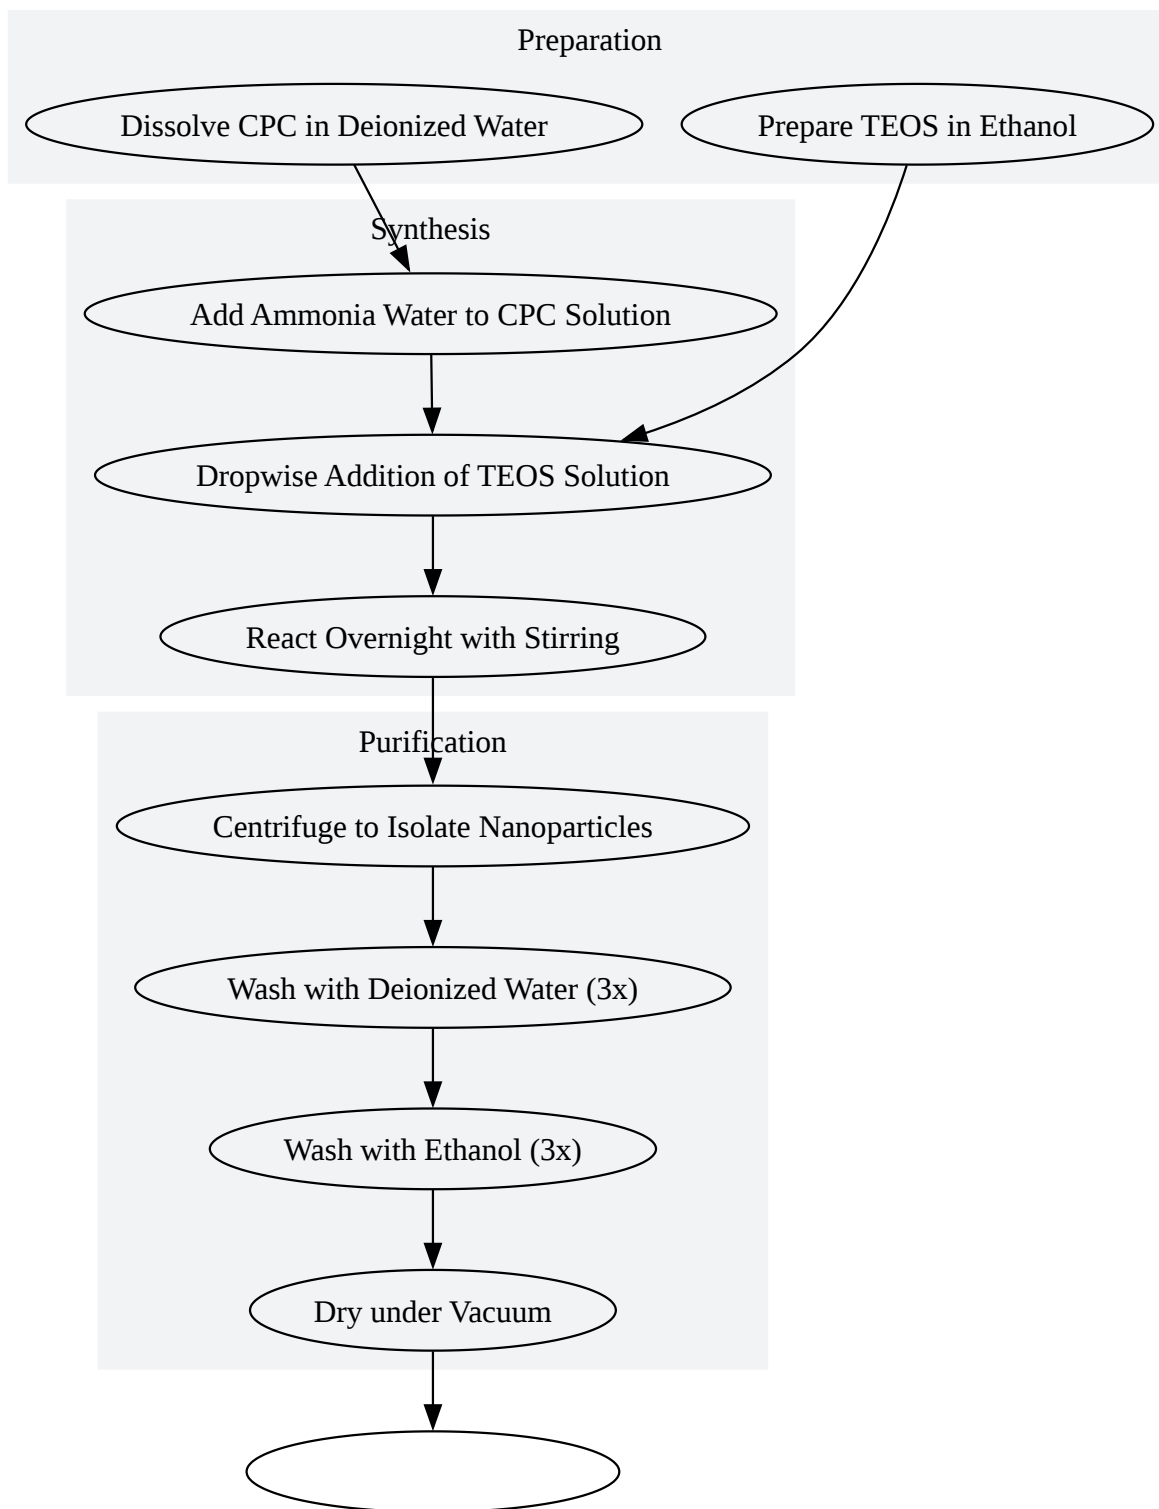 Preparation
Dissolve CPC in Deionized Water
Prepare TEOS in Ethanol
Synthesis
Add Ammonia Water to CPC Solution
Dropwise Addition of TEOS Solution
React Overnight with Stirring
Purification
Centrifuge to Isolate Nanoparticles
Wash with Deionized Water (3x)
Wash with Ethanol (3x)
Dry under Vacuum